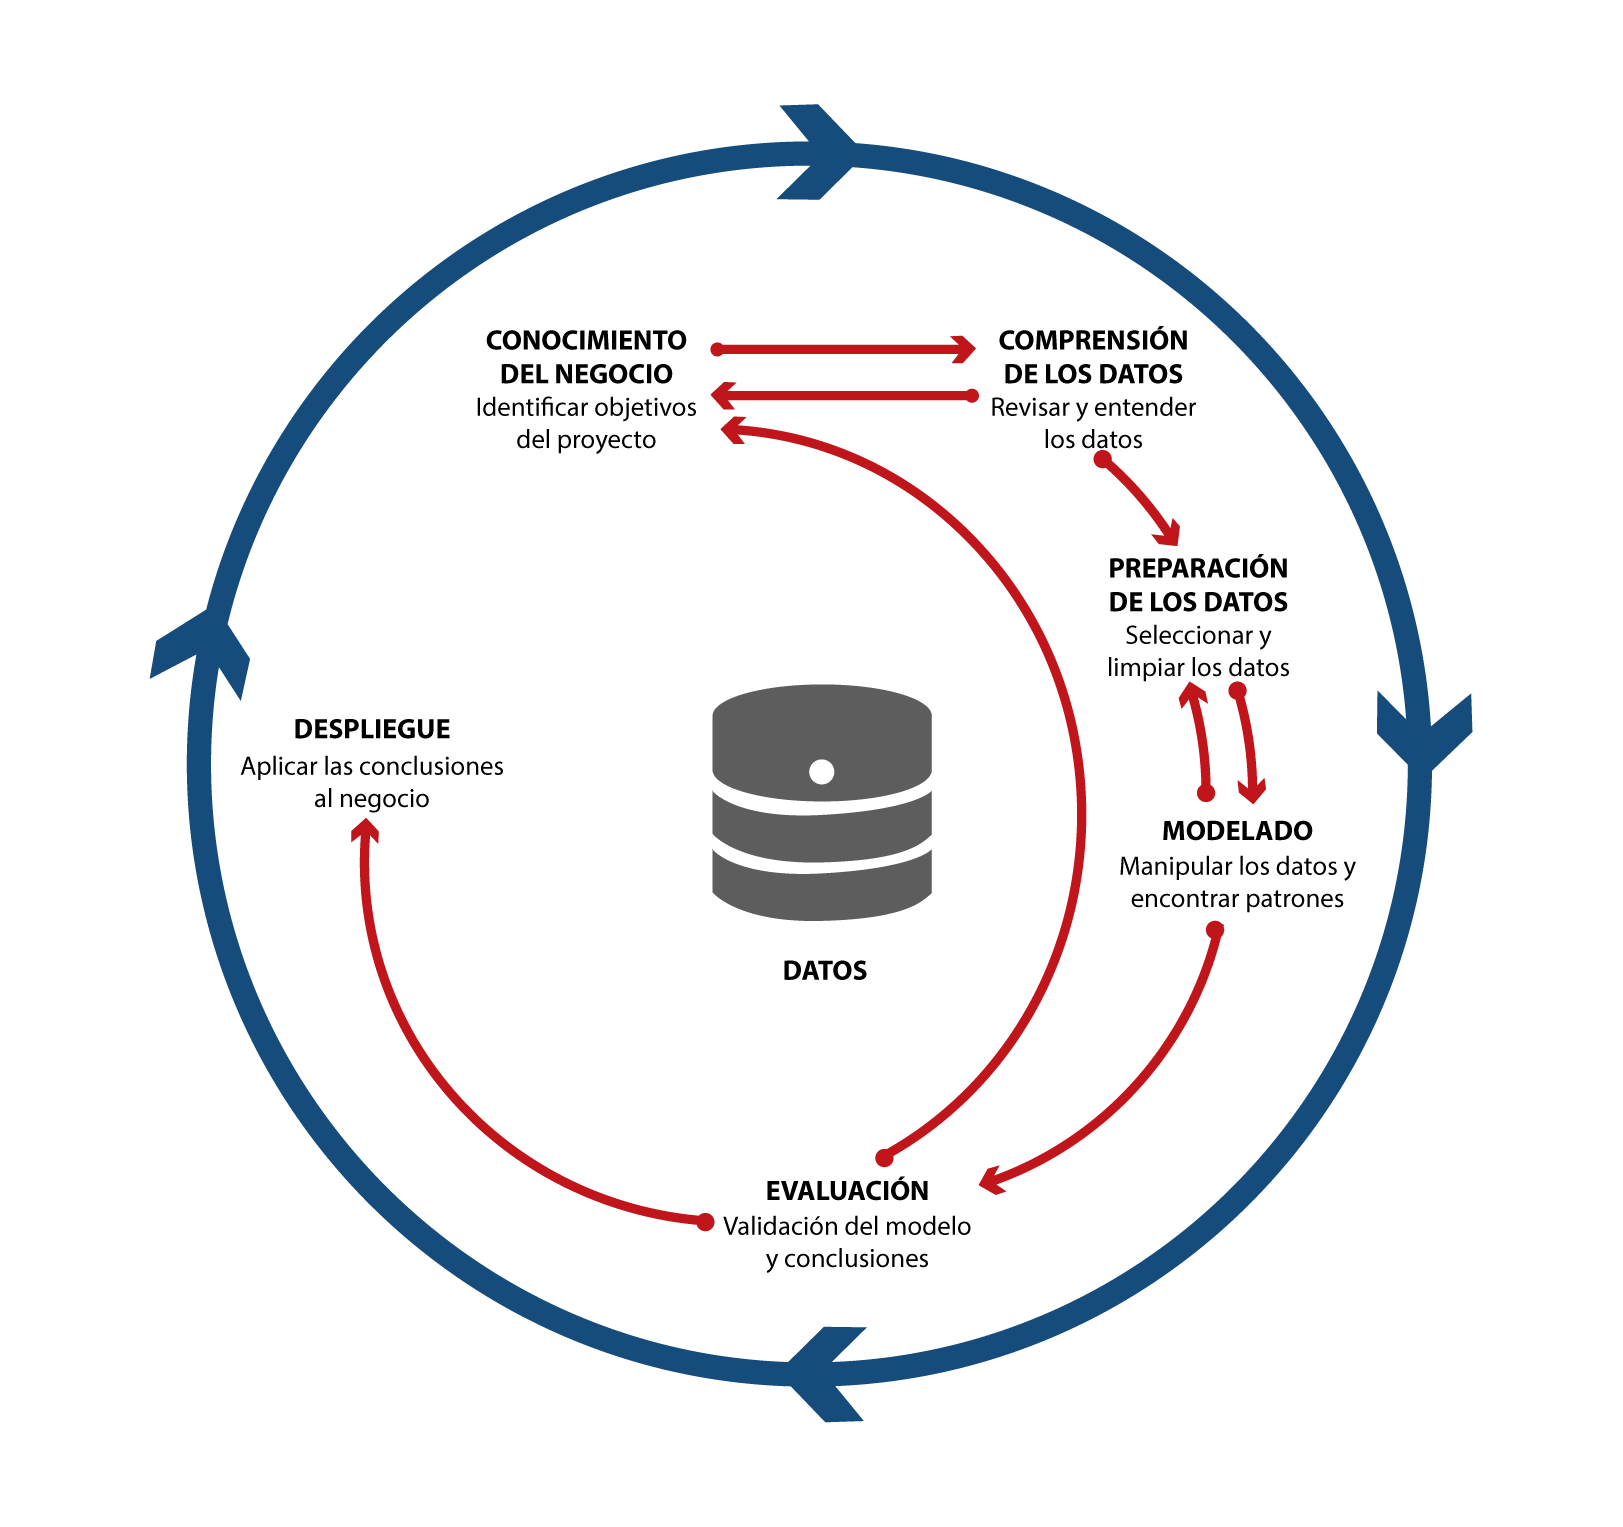 CONOCIMIENTO
DEL NEGOCIO
Identificar objetivos
del proyecto
COMPRENSIÓN
DE LOS DATOS
Revisar y entender
los datos
PREPARACIÓN
DE LOS DATOS
Seleccionar y
limpiar los datos
MODELADO
Manipular los datos y
encontrar patrones
EVALUACIÓN
Validación del modelo
y conclusiones
DESPLIEGUE
Aplicar las conclusiones
al negocio
DATOS